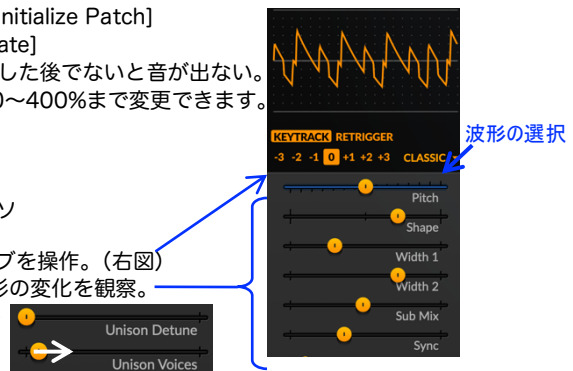 nitialize Patch]
ate]
した後でないと音が出ない。
0〜400%まで変更できます。
KEYTRACK RETRIGGER
波形の選択
-3 -2 -1 0 +1 +2 +3 CLASSIC
Pitch
ソ
Shape
ブを操作。(右図)
Width 1
形の変化を観察。
Width 2
Sub Mix
Unison Detune
Sync
Unison Voices